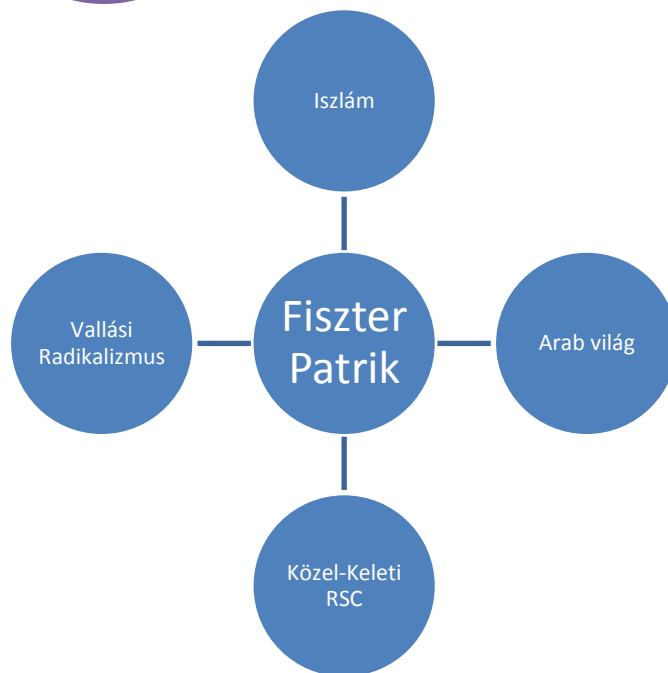 Iszlám
Vallási
Radikalizmus
Fiszter
Patrik
Arab világ
Közel-Keleti
RSC